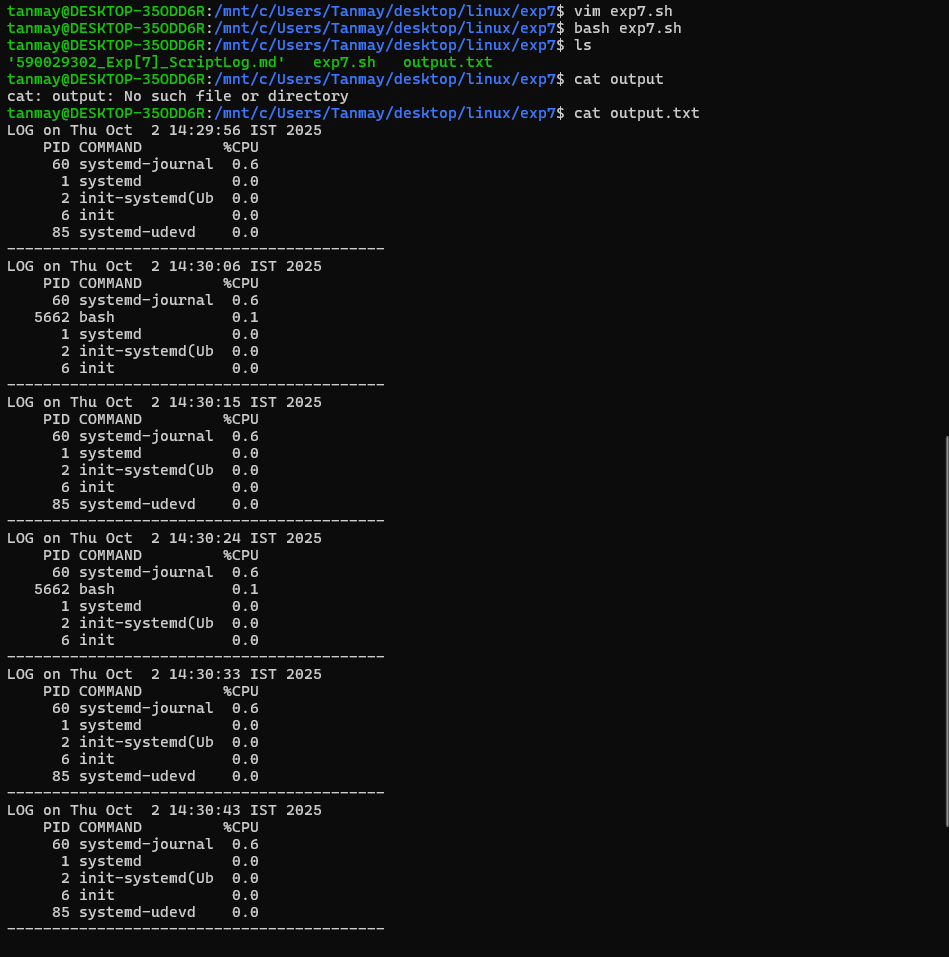 tanmay@DESKTOP-35ODD6R:/mnt/c/Users/Tanmay/desktop/linux/exp7$ vim exp7.sh
tanmay@DESKTOP-35ODD6R:/mnt/c/Users/Tanmay/desktop/linux/exp7$ bash exp7.sh
tanmay@DESKTOP-35ODD6R:/mnt/c/Users/Tanmay/desktop/linux/exp7$ ls
'590029302_Exp[7]_ScriptLog.md'   exp7.sh   output.txt
tanmay@DESKTOP-35ODD6R:/mnt/c/Users/Tanmay/desktop/linux/exp7$ cat output
cat: output: No such file or directory
tanmay@DESKTOP-35ODD6R:/mnt/c/Users/Tanmay/desktop/linux/exp7$ cat output.txt
LOG on Thu Oct  2 14:29:56 IST 2025
    PID COMMAND         %CPU
     60 systemd-journal  0.6
      1 systemd          0.0
      2 init-systemd(Ub  0.0
      6 init             0.0
     85 systemd-udevd    0.0
------------------------------------------
LOG on Thu Oct  2 14:30:06 IST 2025
    PID COMMAND         %CPU
     60 systemd-journal  0.6
   5662 bash             0.1
      1 systemd          0.0
      2 init-systemd(Ub  0.0
      6 init             0.0
------------------------------------------
LOG on Thu Oct  2 14:30:15 IST 2025
    PID COMMAND         %CPU
     60 systemd-journal  0.6
      1 systemd          0.0
      2 init-systemd(Ub  0.0
      6 init             0.0
     85 systemd-udevd    0.0
------------------------------------------
LOG on Thu Oct  2 14:30:24 IST 2025
    PID COMMAND         %CPU
     60 systemd-journal  0.6
   5662 bash             0.1
      1 systemd          0.0
      2 init-systemd(Ub  0.0
      6 init             0.0
------------------------------------------
LOG on Thu Oct  2 14:30:33 IST 2025
    PID COMMAND         %CPU
     60 systemd-journal  0.6
      1 systemd          0.0
      2 init-systemd(Ub  0.0
      6 init             0.0
     85 systemd-udevd    0.0
------------------------------------------
LOG on Thu Oct  2 14:30:43 IST 2025
    PID COMMAND         %CPU
     60 systemd-journal  0.6
      1 systemd          0.0
      2 init-systemd(Ub  0.0
      6 init             0.0
     85 systemd-udevd    0.0
------------------------------------------